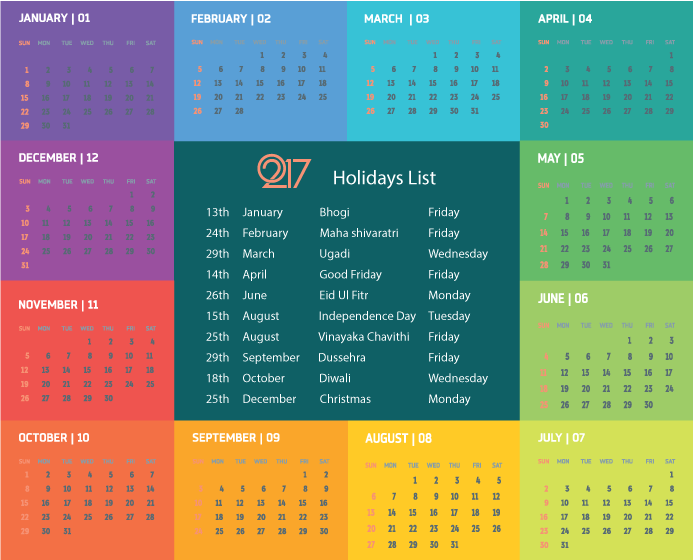 JANUARY | 01
SUN MON TUE WED THU FRI SAT
1 2 3 4 5 6 7
8 9 10 11 12 13 14
15 16 17 18 19 20 21
22 23 24 25 26 27 28
29 30 31
FEBRUARY | 02
SUN MON TUE WED THU FRI SAT
1 2 3 4
5 6 7 8 9 10 11
12 13 14 15 16 17 18
19 20 21 22 23 24 25
26 27 28
MARCH | 03
SUN MON TUE WED THU FRI SAT
1 2 3 4
5 6 7 8 9 10 11
12 13 14 15 16 17 18
19 20 21 22 23 24 25
26 27 28 29 30 31
APRIL | 04
SUN MON TUE WED THU FRI SAT
1
2 3 4 5 6 7 8
9 10 11 12 13 14 15
16 17 18 19 20 21 22
23 24 25 26 27 28 29
30
DECEMBER | 12
SUN MON TUE WED THU FRI SAT
1 2
3 4 5 6 7 8 9
10 11 12 13 14 15 16
17 18 19 20 21 22 23
24 25 26 27 28 29 30
31
2017 Holidays List
13th January Bhogi Friday
24th February Maha shivaratri Friday
29th March Ugadi Wednesday
14th April Good Friday Friday
26th June Eid Ul Fitr Monday
15th August Independence Day Tuesday
25th August Vinayaka Chavithi Friday
29th September Dussehra Friday
18th October Diwali Wednesday
25th December Christmas Monday
MAY | 05
SUN MON TUE WED THU FRI SAT
1 2 3 4 5 6
7 8 9 10 11 12 13
14 15 16 17 18 19 20
21 22 23 24 25 26 27
28 29 30 31
NOVEMBER | 11
SUN MON TUE WED THU FRI SAT
1 2 3 4
5 6 7 8 9 10 11
12 13 14 15 16 17 18
19 20 21 22 23 24 25
26 27 28 29 30
JUNE | 06
SUN MON TUE WED THU FRI SAT
1 2 3
4 5 6 7 8 9 10
11 12 13 14 15 16 17
18 19 20 21 22 23 24
25 26 27 28 29 30
OCTOBER | 10
SUN MON TUE WED THU FRI SAT
1 2 3 4 5 6 7
8 9 10 11 12 13 14
15 16 17 18 19 20 21
22 23 24 25 26 27 28
29 30 31
SEPTEMBER | 09
SUN MON TUE WED THU FRI SAT
1 2
3 4 5 6 7 8 9
10 11 12 13 14 15 16
17 18 19 20 21 22 23
24 25 26 27 28 29 30
AUGUST | 08
SUN MON TUE WED THU FRI SAT
1 2 3 4 5
6 7 8 9 10 11 12
13 14 15 16 17 18 19
20 21 22 23 24 25 26
27 28 29 30 31
JULY | 07
SUN MON TUE WED THU FRI SAT
1
2 3 4 5 6 7 8
9 10 11 12 13 14 15
16 17 18 19 20 21 22
23 24 25 26 27 28 29
30 31